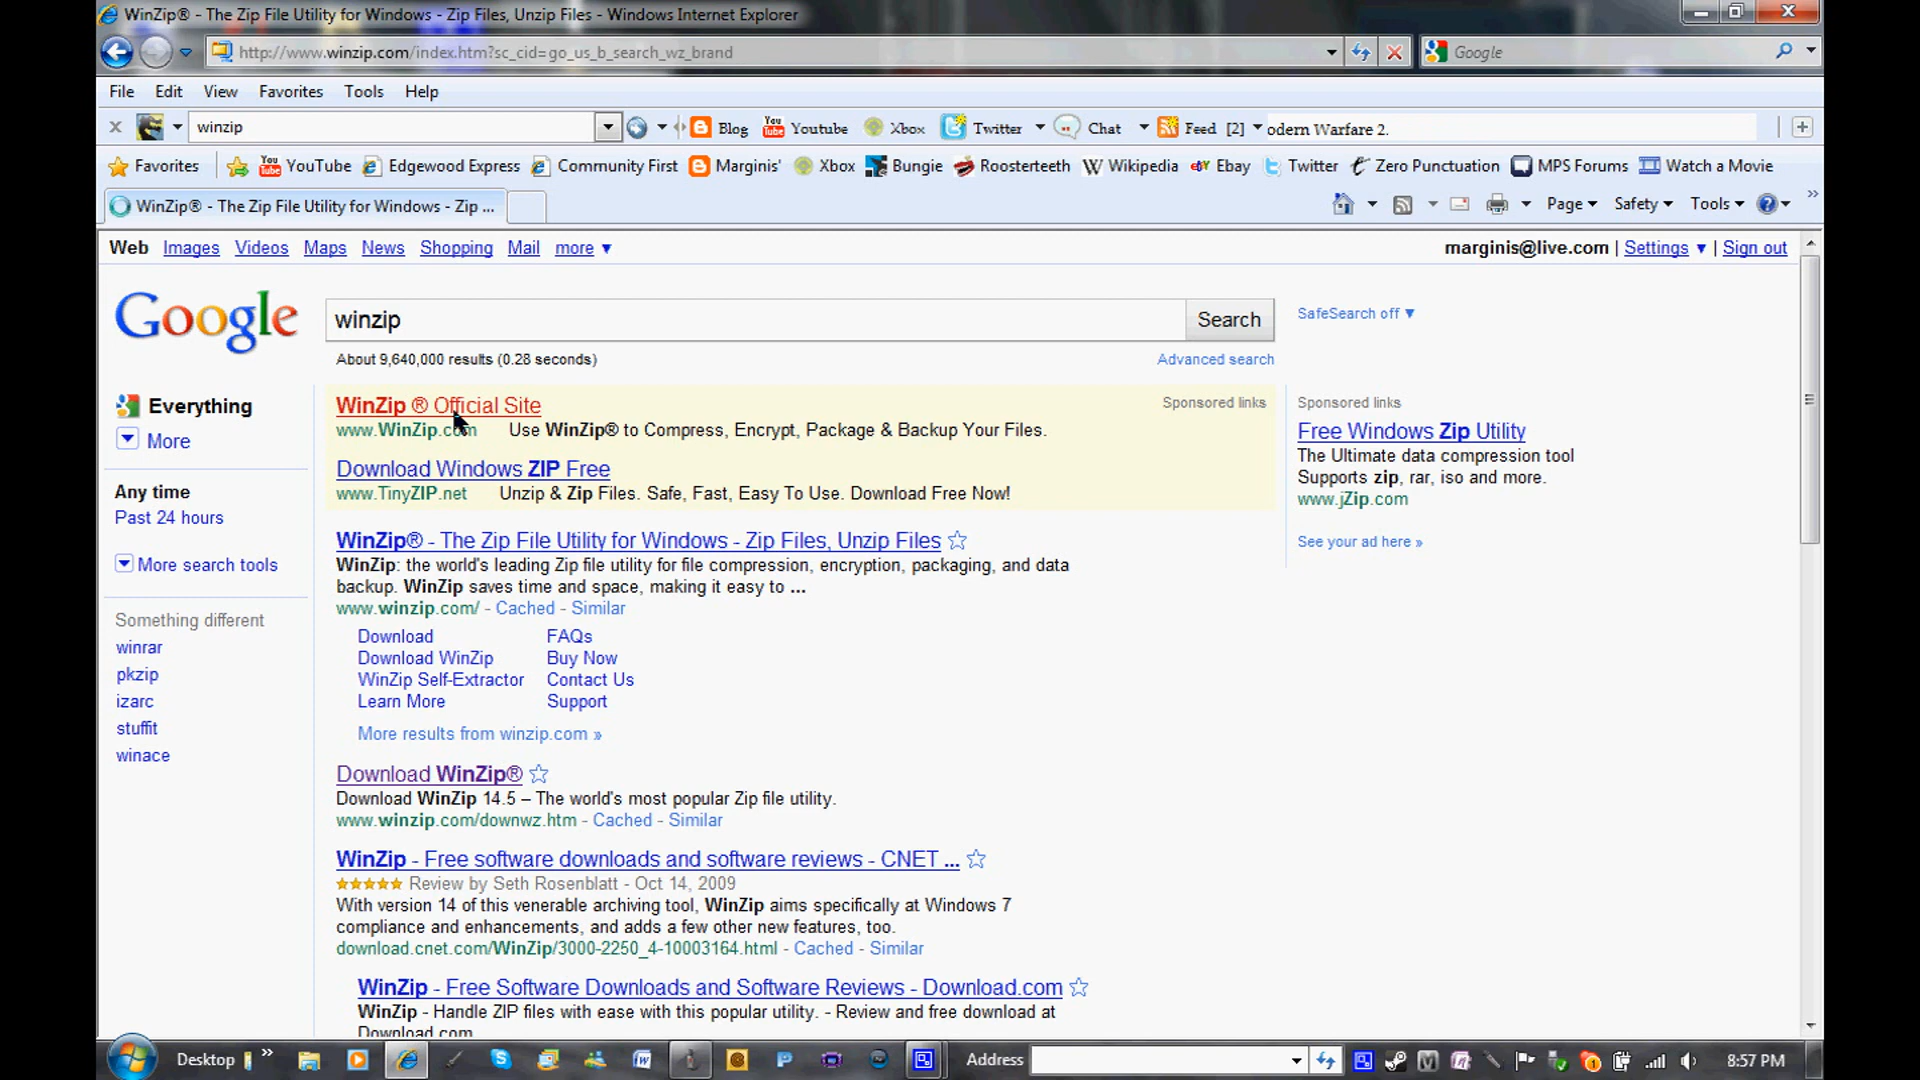 WinZip® - The Zip File Utility for Windows - Zip Files, Unzip Files - Windows Internet Explorer
http://www.winzip.com/index.htm?sc_cid=go_us_b_search_wz_brand
Google
File Edit View Favorites Tools Help
winzip Blog Youtube Xbox Twitter Chat Feed [2] odern Warfare 2.
Favorites YouTube Edgewood Express Community First Marginis' Xbox Bungie Roosterteeth Wikipedia Ebay Twitter Zero Punctuation MPS Forums Watch a Movie
WinZip® - The Zip File Utility for Windows - Zip ... Page Safety Tools
Web Images Videos Maps News Shopping Mail more marginis@live.com | Settings | Sign out
Google winzip Search SafeSearch off
About 9,640,000 results (0.28 seconds) Advanced search
Everything
More
Any time
Past 24 hours
More search tools
Something different
winrar
pkzip
izarc
stuffit
winace
WinZip ® Official Site Sponsored links
www.WinZip.com Use WinZip® to Compress, Encrypt, Package & Backup Your Files.
Download Windows ZIP Free
www.TinyZIP.net Unzip & Zip Files. Safe, Fast, Easy To Use. Download Free Now!
WinZip® - The Zip File Utility for Windows - Zip Files, Unzip Files
WinZip: the world's leading Zip file utility for file compression, encryption, packaging, and data
backup. WinZip saves time and space, making it easy to ...
www.winzip.com/ - Cached - Similar
Download FAQs
Download WinZip Buy Now
WinZip Self-Extractor Contact Us
Learn More Support
More results from winzip.com »
Download WinZip®
Download WinZip 14.5 – The world's most popular Zip file utility.
www.winzip.com/downwz.htm - Cached - Similar
WinZip - Free software downloads and software reviews - CNET ...
Review by Seth Rosenblatt - Oct 14, 2009
With version 14 of this venerable archiving tool, WinZip aims specifically at Windows 7
compliance and enhancements, and adds a few other new features, too.
download.cnet.com/WinZip/3000-2250_4-10003164.html - Cached - Similar
WinZip - Free Software Downloads and Software Reviews - Download.com
WinZip - Handle ZIP files with ease with this popular utility. - Review and free download at
Download.com
Sponsored links
Free Windows Zip Utility
The Ultimate data compression tool
Supports zip, rar, iso and more.
www.jZip.com
See your ad here »
Desktop » Address 8:57 PM